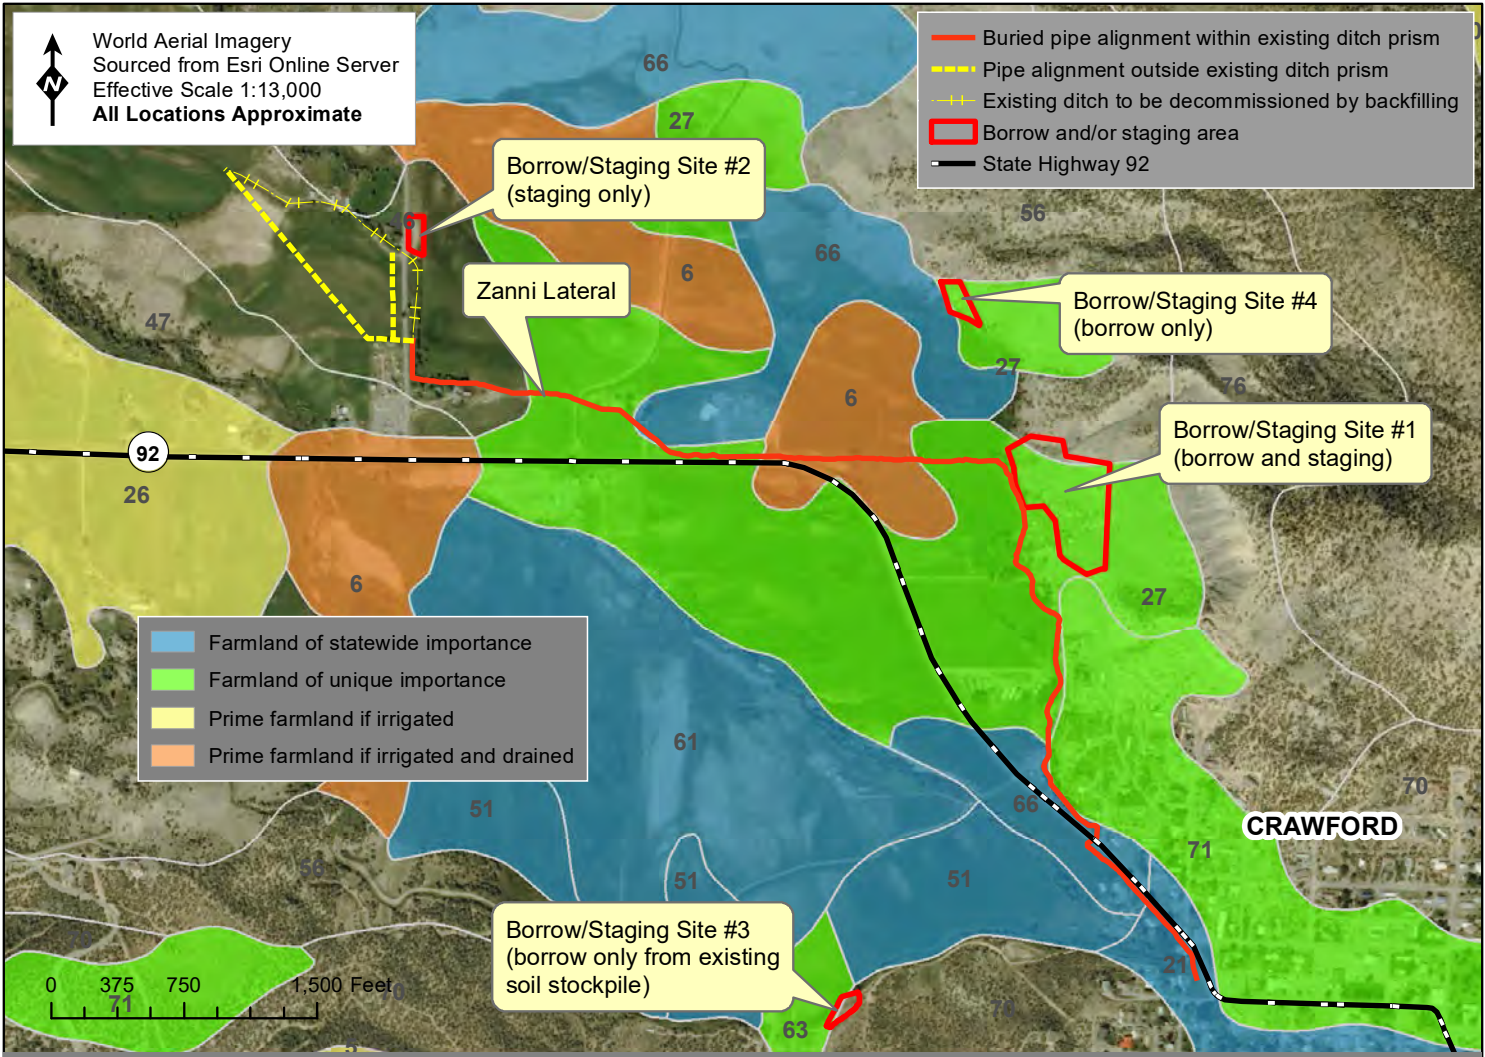 World Aerial Imagery
Sourced from Esri Online Server
Effective Scale 1:13,000
All Locations Approximate
N
Buried pipe alignment within existing ditch prism
Pipe alignment outside existing ditch prism
Existing ditch to be decommissioned by backfilling
Borrow and/or staging area
State Highway 92
66
27
Borrow/Staging Site #2
(staging only)
56
46
66
6
Zanni Lateral
Borrow/Staging Site #4
(borrow only)
47
27
76
6
Borrow/Staging Site #1
(borrow and staging)
92
26
6
27
Farmland of statewide importance
Farmland of unique importance
Prime farmland if irrigated
Prime farmland if irrigated and drained
61
51
66
70
CRAWFORD
71
56
51
51
Borrow/Staging Site #3
(borrow only from existing
soil stockpile)
21
0 375 750 1,500 Feet
71
63